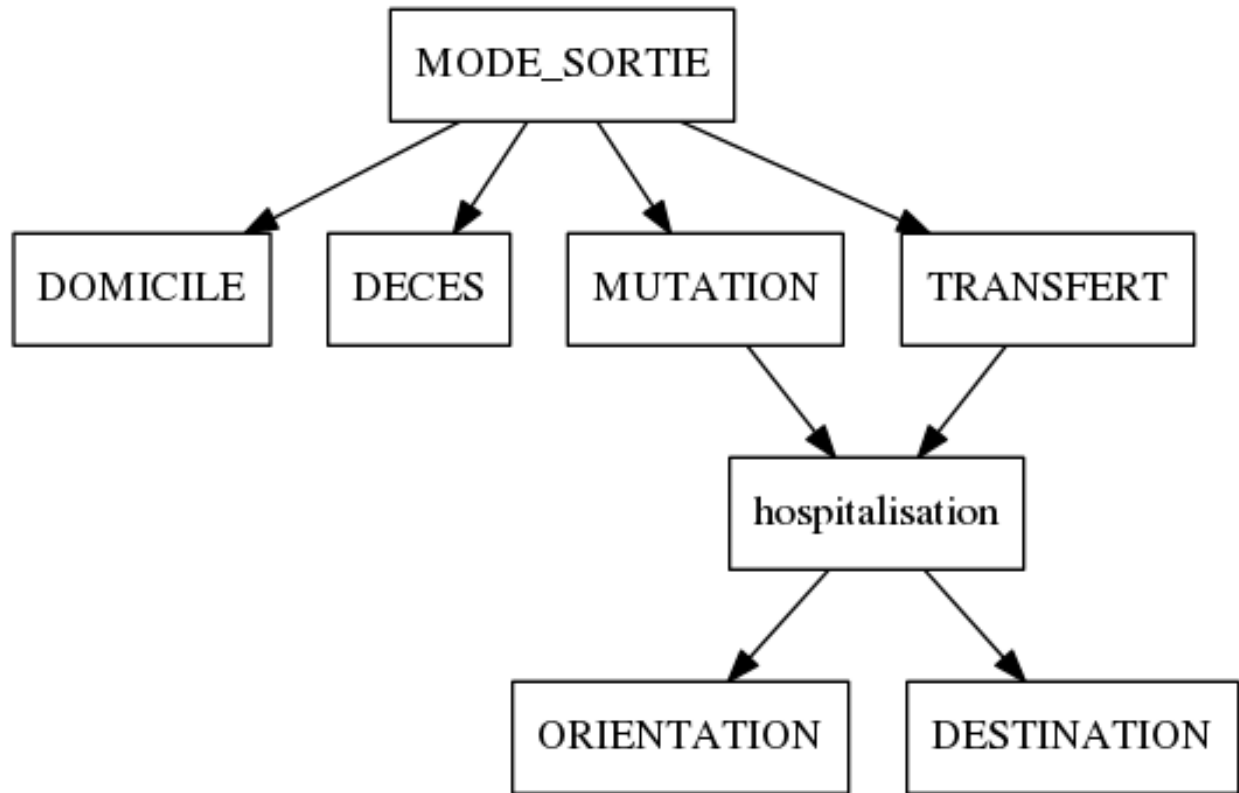 MODE_SORTIE
DOMICILE
DECES
MUTATION
TRANSFERT
hospitalisation
ORIENTATION
DESTINATION